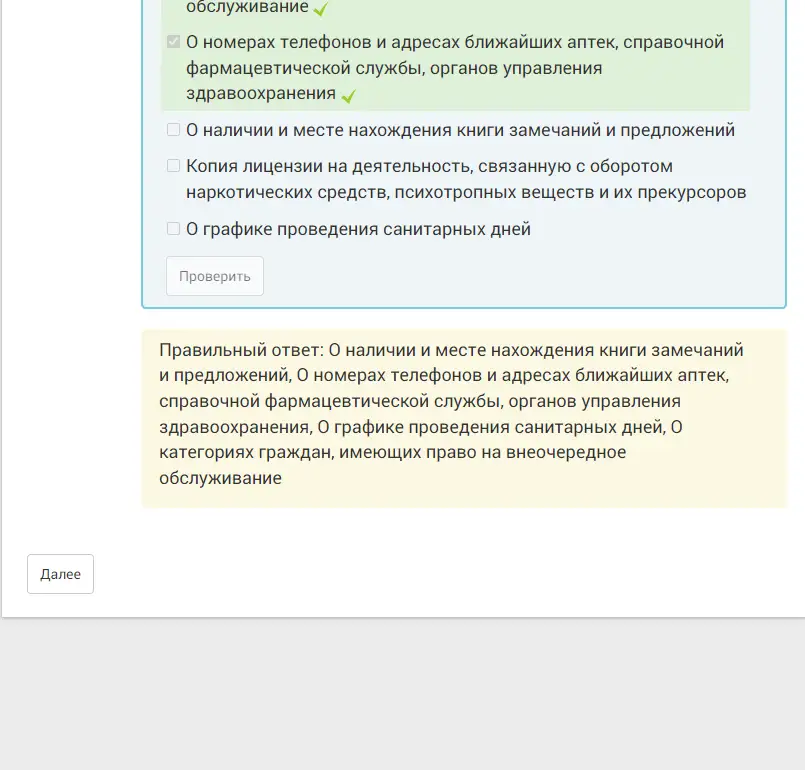 обслуживание
О номерах телефонов и адресах ближайших аптек, справочной
фармацевтической службы, органов управления
здравоохранения
О наличии и месте нахождения книги замечаний и предложений
Копия лицензии на деятельность, связанную с оборотом
наркотических средств, психотропных веществ и их прекурсоров
О графике проведения санитарных дней
Проверить
Правильный ответ: О наличии и месте нахождения книги замечаний
и предложений, О номерах телефонов и адресах ближайших аптек,
справочной фармацевтической службы, органов управления
здравоохранения, О графике проведения санитарных дней, О
категориях граждан, имеющих право на внеочередное
обслуживание
Далее